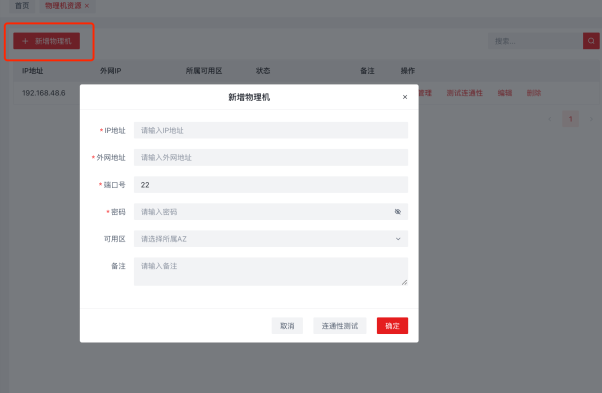 首页 物理机资源 ×
+ 新增物理机 搜索...
IP地址 外网IP 所属可用区 状态 备注 操作
192.168.48.6 管理 测试连通性 编辑 删除
新增物理机 ×
* IP地址 请输入IP地址
* 外网地址 请输入外网地址
* 端口号 22
* 密码 请输入密码
可用区 请选择所属AZ
备注 请输入备注
取消 连通性测试 确定
‹ 1 ›